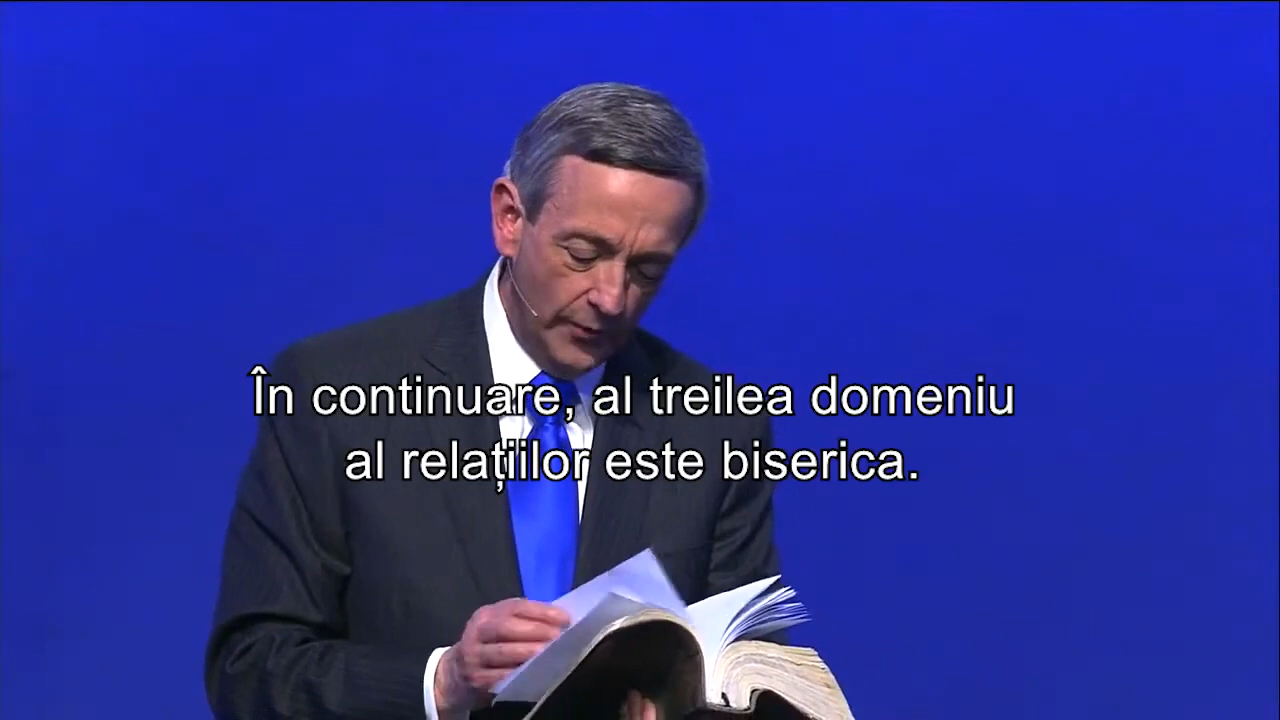 În continuare, al treilea domeniu
al relațiilor este biserica.